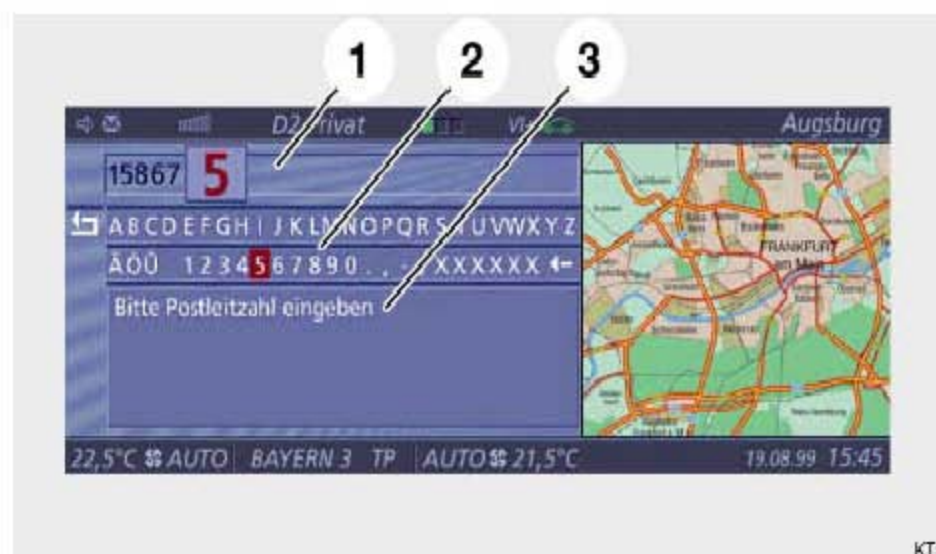 1 2 3
D2 Privat Augsburg
15867 5
A B C D E F G H I J K L M N O P Q R S T U V W X Y Z
Ä Ö Ü 1 2 3 4 5 6 7 8 9 0 . , - / X X X X X X
Bitte Postleitzahl eingeben
FRANKFURT
am Main
22,5°C AUTO BAYERN 3 TP AUTO 21,5°C 19.08.99 15:45
KT